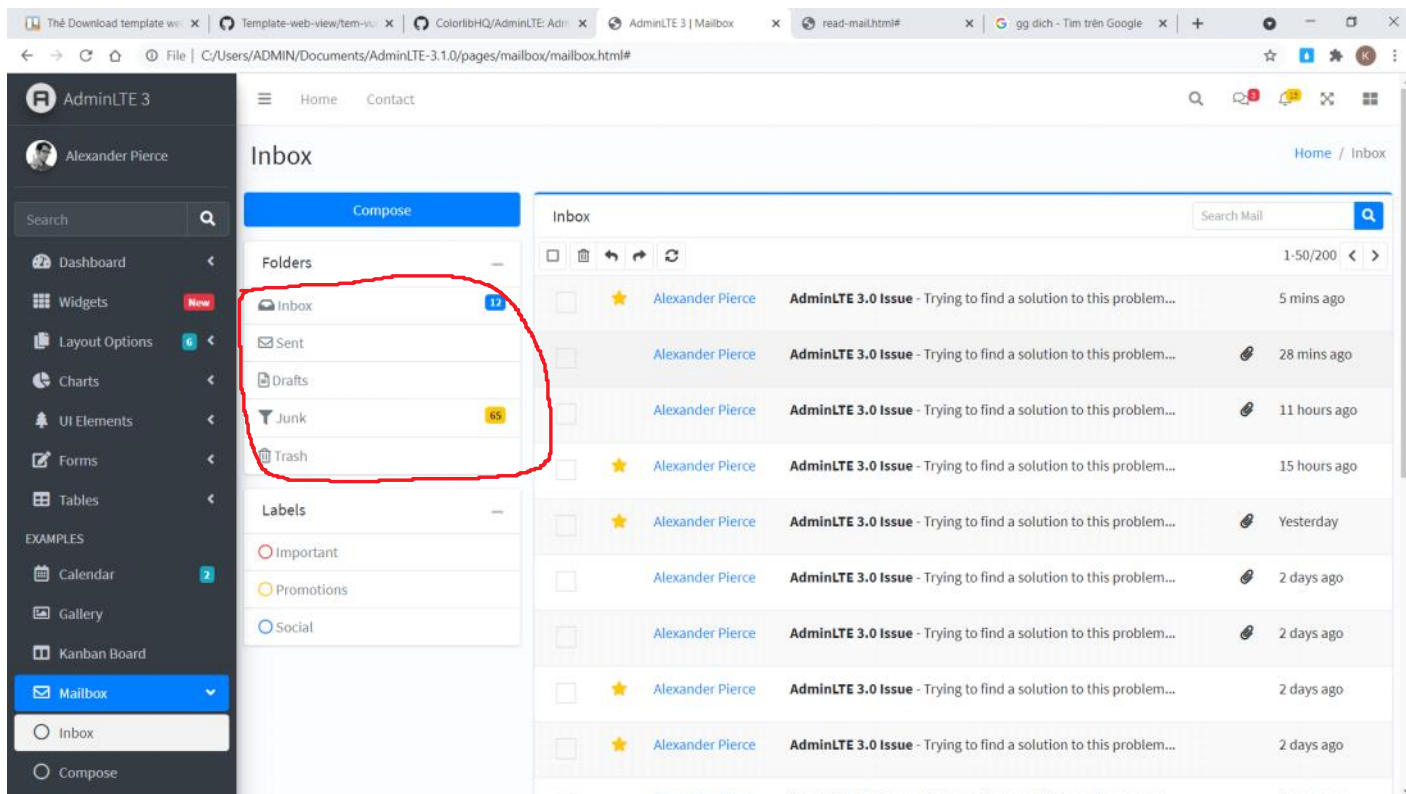 Thẻ Download template we
Template-web-view/tem-vu
ColorlibHQ/AdminLTE: Adm
AdminLTE 3 | Mailbox
read-mail.html#
gg dich - Tìm trên Google
File | C:/Users/ADMIN/Documents/AdminLTE-3.1.0/pages/mailbox/mailbox.html#
K
AdminLTE 3
Home Contact
3
15
Alexander Pierce
Inbox
Home / Inbox
Search
Dashboard
Widgets New
Layout Options 6
Charts
UI Elements
Forms
Tables
EXAMPLES
Calendar 2
Gallery
Kanban Board
Mailbox
Inbox
Compose
Compose
Folders
Inbox 12
Sent
Drafts
Junk 65
Trash
Labels
Important
Promotions
Social
Inbox
Search Mail
1-50/200
Alexander Pierce AdminLTE 3.0 Issue - Trying to find a solution to this problem... 5 mins ago
Alexander Pierce AdminLTE 3.0 Issue - Trying to find a solution to this problem... 28 mins ago
Alexander Pierce AdminLTE 3.0 Issue - Trying to find a solution to this problem... 11 hours ago
Alexander Pierce AdminLTE 3.0 Issue - Trying to find a solution to this problem... 15 hours ago
Alexander Pierce AdminLTE 3.0 Issue - Trying to find a solution to this problem... Yesterday
Alexander Pierce AdminLTE 3.0 Issue - Trying to find a solution to this problem... 2 days ago
Alexander Pierce AdminLTE 3.0 Issue - Trying to find a solution to this problem... 2 days ago
Alexander Pierce AdminLTE 3.0 Issue - Trying to find a solution to this problem... 2 days ago
Alexander Pierce AdminLTE 3.0 Issue - Trying to find a solution to this problem... 2 days ago